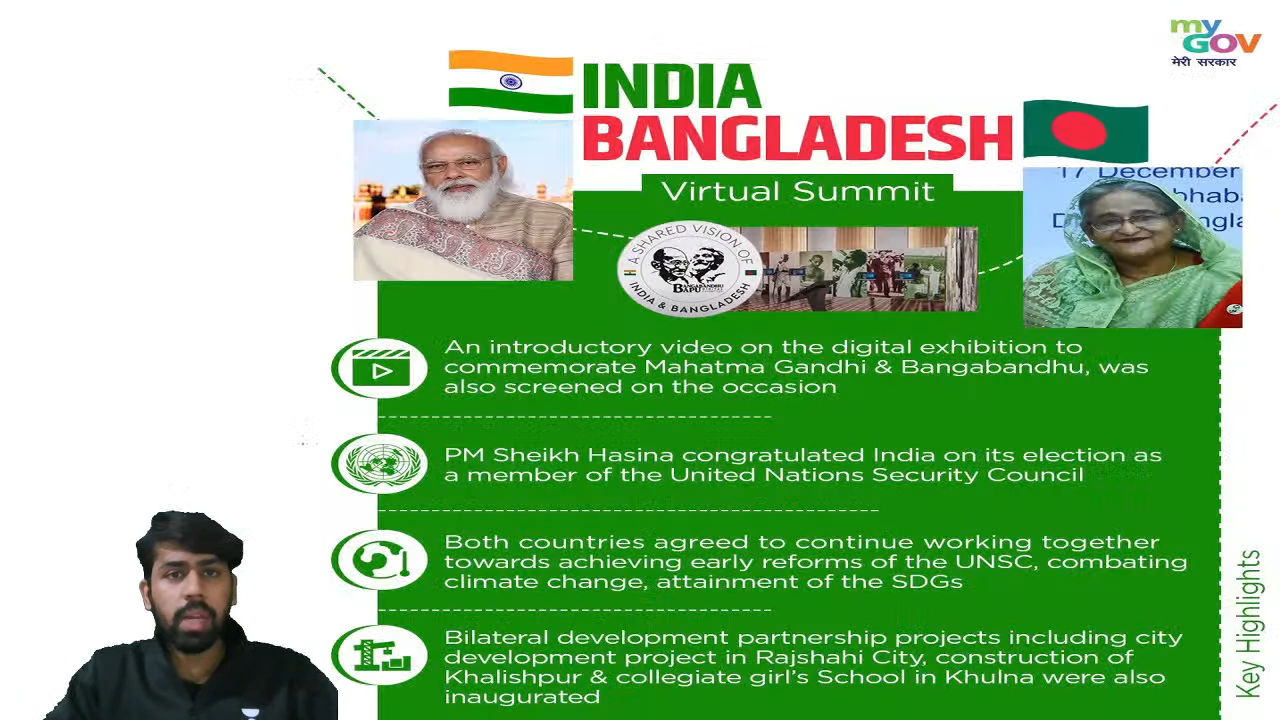 my
GOV
मेरी सरकार
INDIA
BANGLADESH
Virtual Summit
17 December
A SHARED VISION OF
BANGABANDHU
BAPU
INDIA & BANGLADESH
An introductory video on the digital exhibition to
commemorate Mahatma Gandhi & Bangabandhu, was
also screened on the occasion
PM Sheikh Hasina congratulated India on its election as
a member of the United Nations Security Council
Both countries agreed to continue working together
towards achieving early reforms of the UNSC, combating
climate change, attainment of the SDGs
Bilateral development partnership projects including city
development project in Rajshahi City, construction of
Khalishpur & collegiate girl's School in Khulna were also
inaugurated
Key Highlights